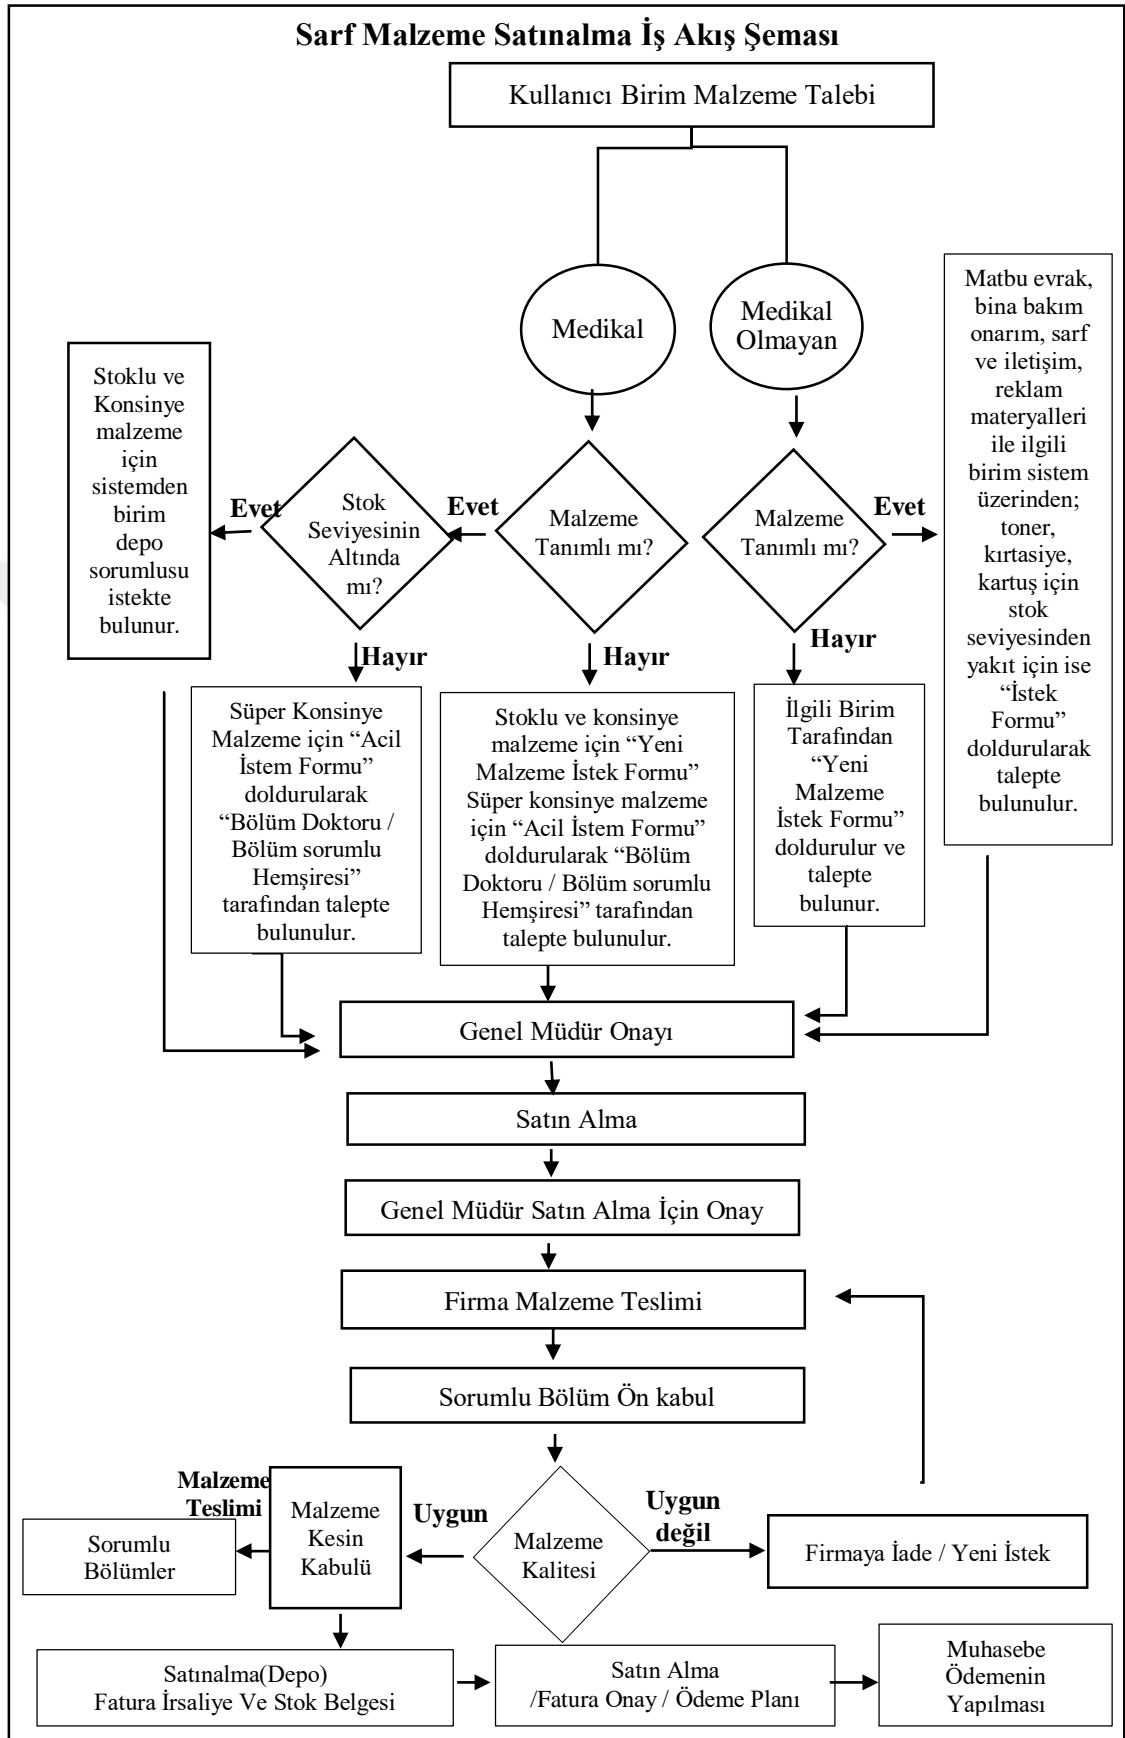 Sarf Malzeme Satınalma İş Akış Şeması
Kullanıcı Birim Malzeme Talebi
Medikal
Medikal
Olmayan
Matbu evrak,
bina bakım
onarım, sarf
ve iletişim,
reklam
materyalleri
ile ilgili
birim sistem
üzerinden;
toner,
kırtasiye,
kartuş için
stok
seviyesinden
yakıt için ise
“İstek
Formu”
doldurularak
talepte
bulunulur.
Stoklu ve
Konsinye
malzeme
için
sistemden
birim
depo
sorumlusu
istekte
bulunur.
Evet
Stok
Seviyesinin
Altında
mı?
Evet
Malzeme
Tanımlı mı?
Malzeme
Tanımlı mı?
Evet
Hayır
Hayır
Hayır
Süper Konsinye
Malzeme için “Acil
İstem Formu”
doldurularak
“Bölüm Doktoru /
Bölüm sorumlu
Hemşiresi”
tarafından talepte
bulunulur.
Stoklu ve konsinye
malzeme için “Yeni
Malzeme İstek Formu”
Süper konsinye malzeme
için “Acil İstem Formu”
doldurularak “Bölüm
Doktoru / Bölüm sorumlu
Hemşiresi” tarafından
talepte bulunulur.
İlgili Birim
Tarafından
“Yeni
Malzeme
İstek Formu”
doldurulur ve
talepte
bulunur.
Genel Müdür Onayı
Satın Alma
Genel Müdür Satın Alma İçin Onay
Firma Malzeme Teslimi
Sorumlu Bölüm Ön kabul
Malzeme
Teslimi
Sorumlu
Bölümler
Malzeme
Kesin
Kabulü
Uygun
Malzeme
Kalitesi
Uygun
değil
Firmaya İade / Yeni İstek
Satınalma(Depo)
Fatura İrsaliye Ve Stok Belgesi
Satın Alma
/Fatura Onay / Ödeme Planı
Muhasebe
Ödemenin
Yapılması